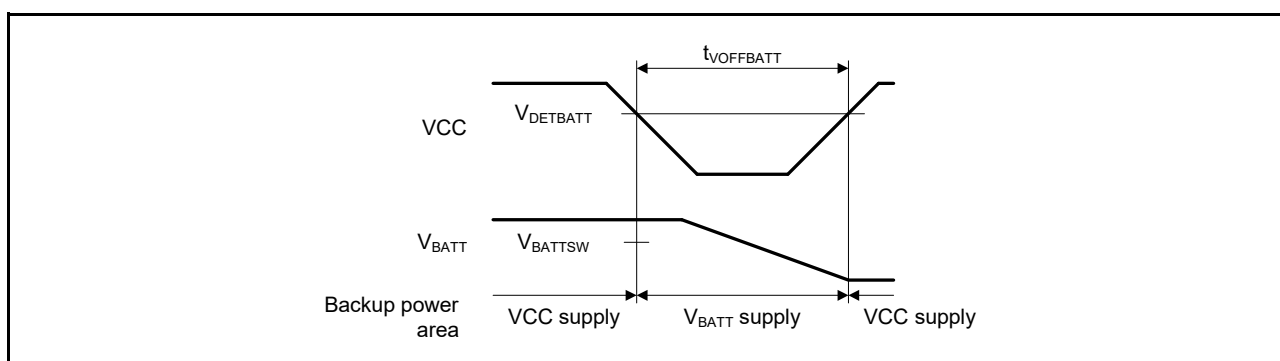 tVOFFBATT
VCC
VDETBATT
VBATT
VBATTSW
Backup power
area
VCC supply
VBATT supply
VCC supply